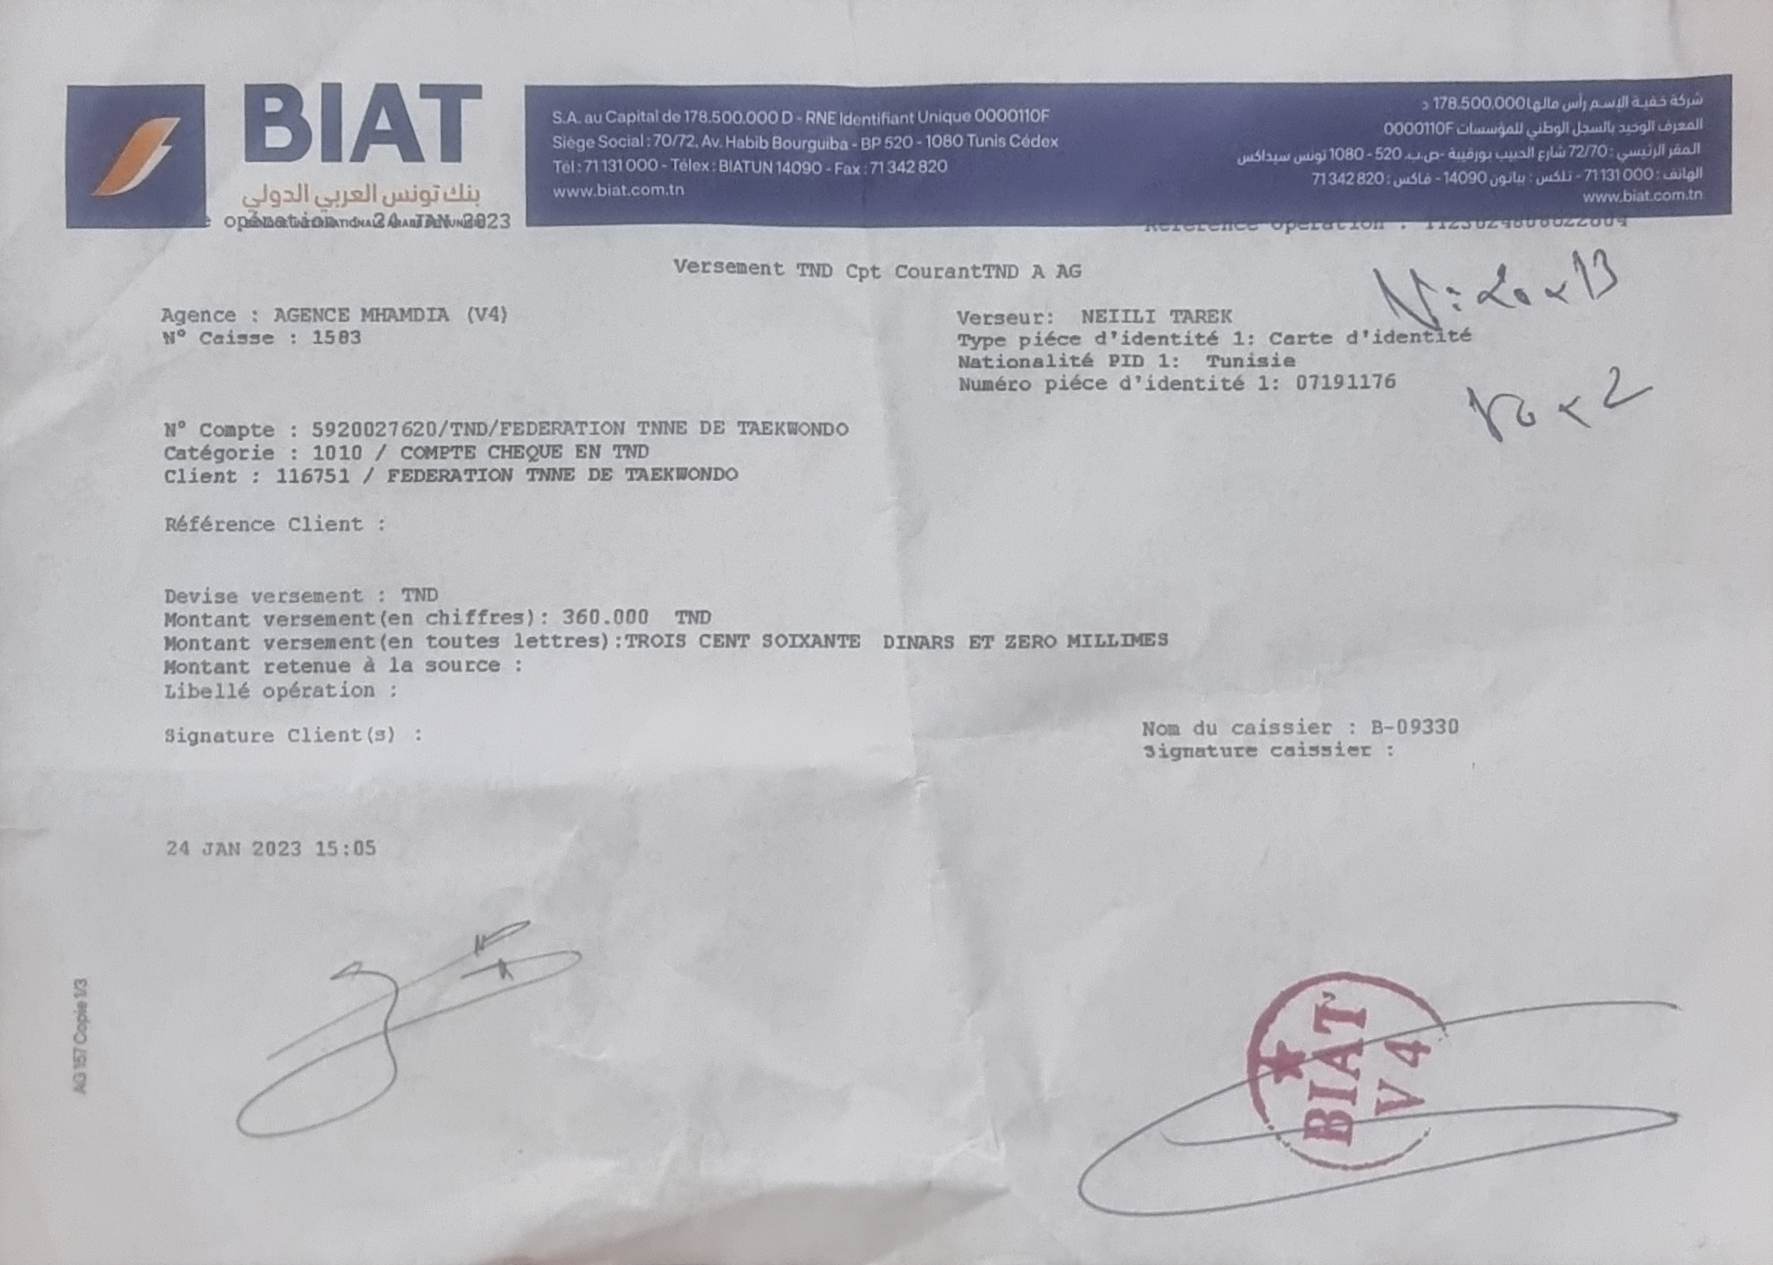 BIAT
بنك تونس العربي الدولي
S.A. au Capital de 178.500.000 D - RNE Identifiant Unique 0000110F
Siège Social : 70/72, Av. Habib Bourguiba - BP 520 - 1080 Tunis Cédex
Tél : 71 131 000 - Télex : BIATUN 14090 - Fax : 71 342 820
www.biat.com.tn
شركة خفية الإسم رأس مالها 178.500.000 د
المعرف الوحيد بالسجل الوطني للمؤسسات 0000110F
المقر الرئيسي : 72/70 شارع الحبيب بورقيبة -ص.ب. 520 - 1080 تونس سيداكس
الهاتف : 71 131 000 - تلكس : بياتون 14090 - فاكس : 71 342 820
www.biat.com.tn
e opération 24 JAN 2023
Référence opération :
Versement TND Cpt CourantTND A AG
Agence : AGENCE MHAMDIA (V4)
N° Caisse : 1583
Verseur: NEIILI TAREK
Type piéce d'identité 1: Carte d'identité
Nationalité PID 1: Tunisie
Numéro piéce d'identité 1: 07191176
N° Compte : 5920027620/TND/FEDERATION TNNE DE TAEKWONDO
Catégorie : 1010 / COMPTE CHEQUE EN TND
Client : 116751 / FEDERATION TNNE DE TAEKWONDO
Référence Client :
Devise versement : TND
Montant versement(en chiffres): 360.000 TND
Montant versement(en toutes lettres):TROIS CENT SOIXANTE DINARS ET ZERO MILLIMES
Montant retenue à la source :
Libellé opération :
Signature Client(s) :
Nom du caissier : B-09330
Signature caissier :
24 JAN 2023 15:05
AG 157 Copie 1/3
BIAT
V4